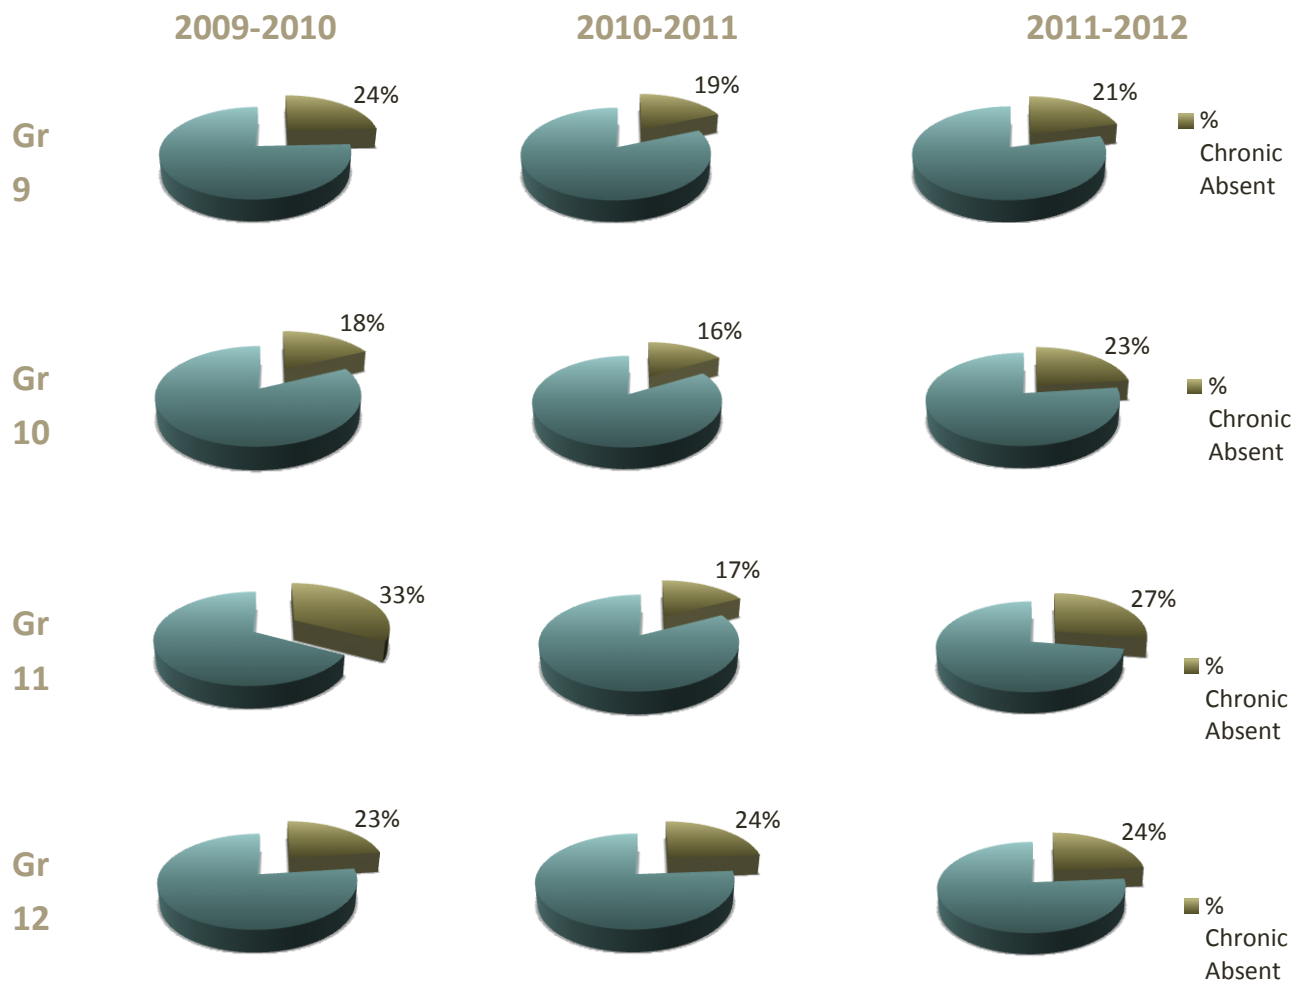 2009-2010 2010-2011 2011-2012
24% 19% 21%
Gr
9
%
Chronic
Absent
18% 16% 23%
Gr
10
%
Chronic
Absent
33% 17% 27%
Gr
11
%
Chronic
Absent
23% 24% 24%
Gr
12
%
Chronic
Absent